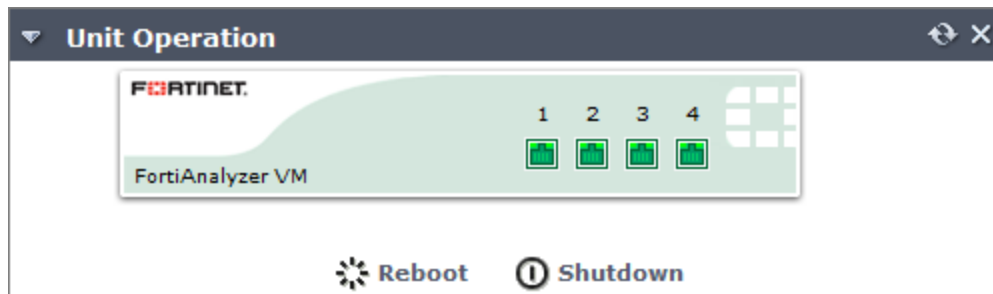 Unit Operation
FORTINET
1 2 3 4
FortiAnalyzer VM
Reboot Shutdown